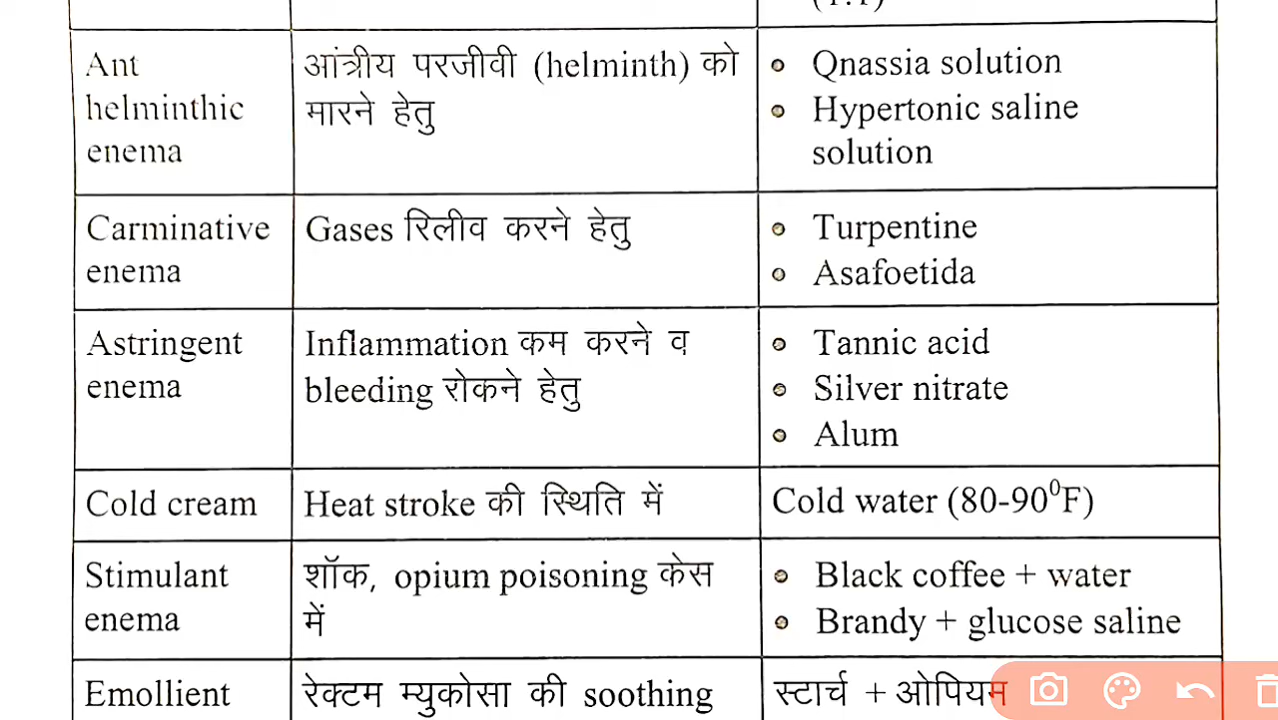 Ant
helminthic
enema
आंत्रीय परजीवी (helminth) को
मारने हेतु
Qnassia solution
Hypertonic saline
solution
Carminative
enema
Gases रिलीव करने हेतु
Turpentine
Asafoetida
Astringent
enema
Inflammation कम करने व
bleeding रोकने हेतु
Tannic acid
Silver nitrate
Alum
Cold cream
Heat stroke की स्थिति में
Cold water (80-90⁰F)
Stimulant
enema
शॉक, opium poisoning केस
में
Black coffee + water
Brandy + glucose saline
Emollient
रेक्टम म्युकोसा की soothing
स्टार्च + ओपियम